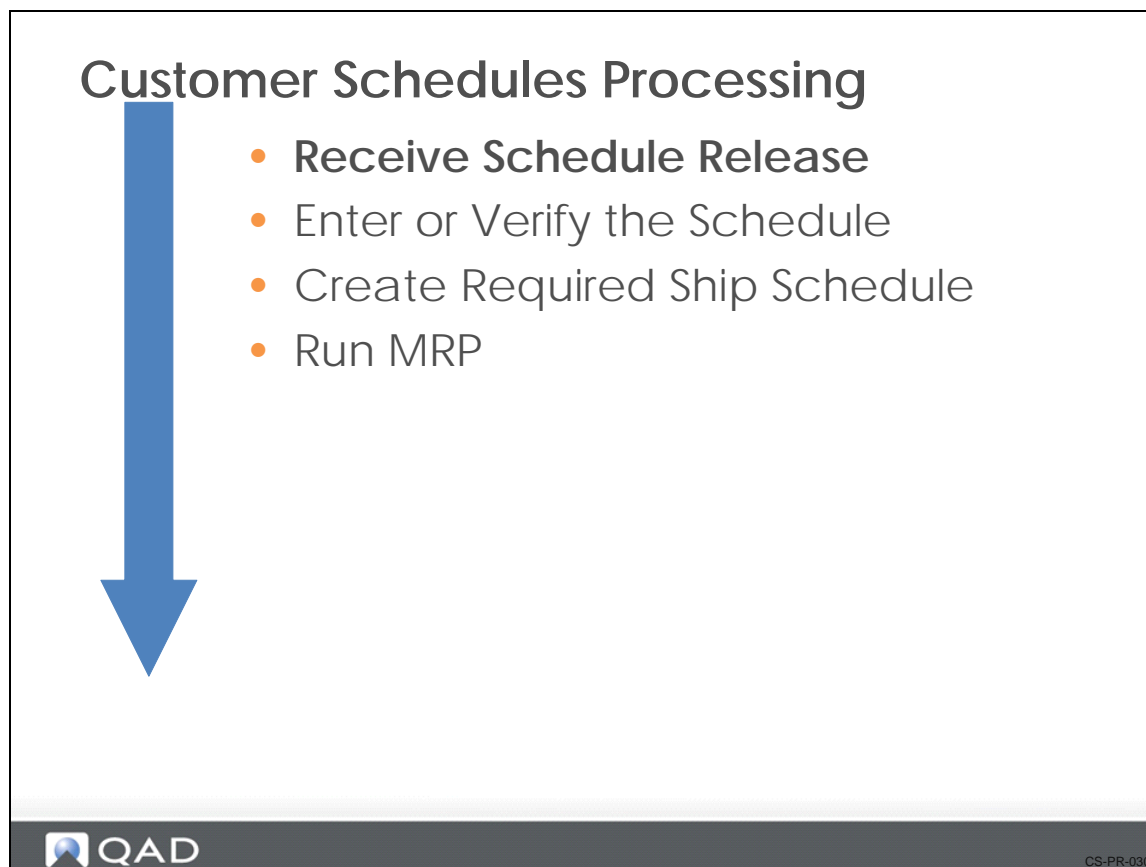 Customer Schedules Processing
• Receive Schedule Release
• Enter or Verify the Schedule
• Create Required Ship Schedule
• Run MRP
QAD